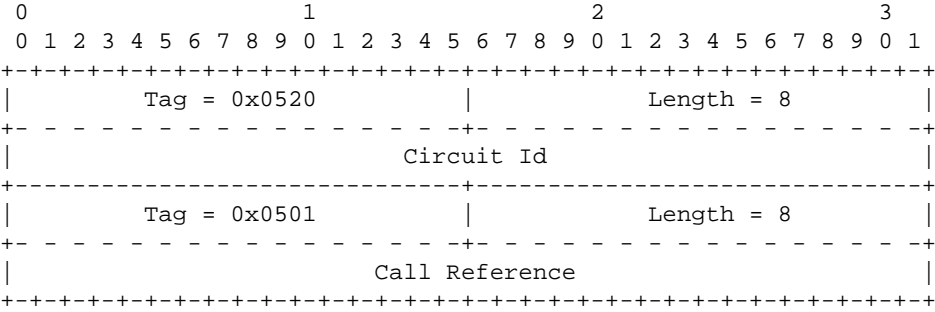 0                   1                   2                   3
 0 1 2 3 4 5 6 7 8 9 0 1 2 3 4 5 6 7 8 9 0 1 2 3 4 5 6 7 8 9 0 1
+-+-+-+-+-+-+-+-+-+-+-+-+-+-+-+-+-+-+-+-+-+-+-+-+-+-+-+-+-+-+-+-+
|         Tag = 0x0520          |            Length = 8         |
+- - - - - - - - - - - - - - - -+- - - - - - - - - - - - - - - -+
|                           Circuit Id                          |
+-------------------------------+-------------------------------+
|         Tag = 0x0501          |            Length = 8         |
+- - - - - - - - - - - - - - - -+- - - - - - - - - - - - - - - -+
|                         Call Reference                        |
+-+-+-+-+-+-+-+-+-+-+-+-+-+-+-+-+-+-+-+-+-+-+-+-+-+-+-+-+-+-+-+-+